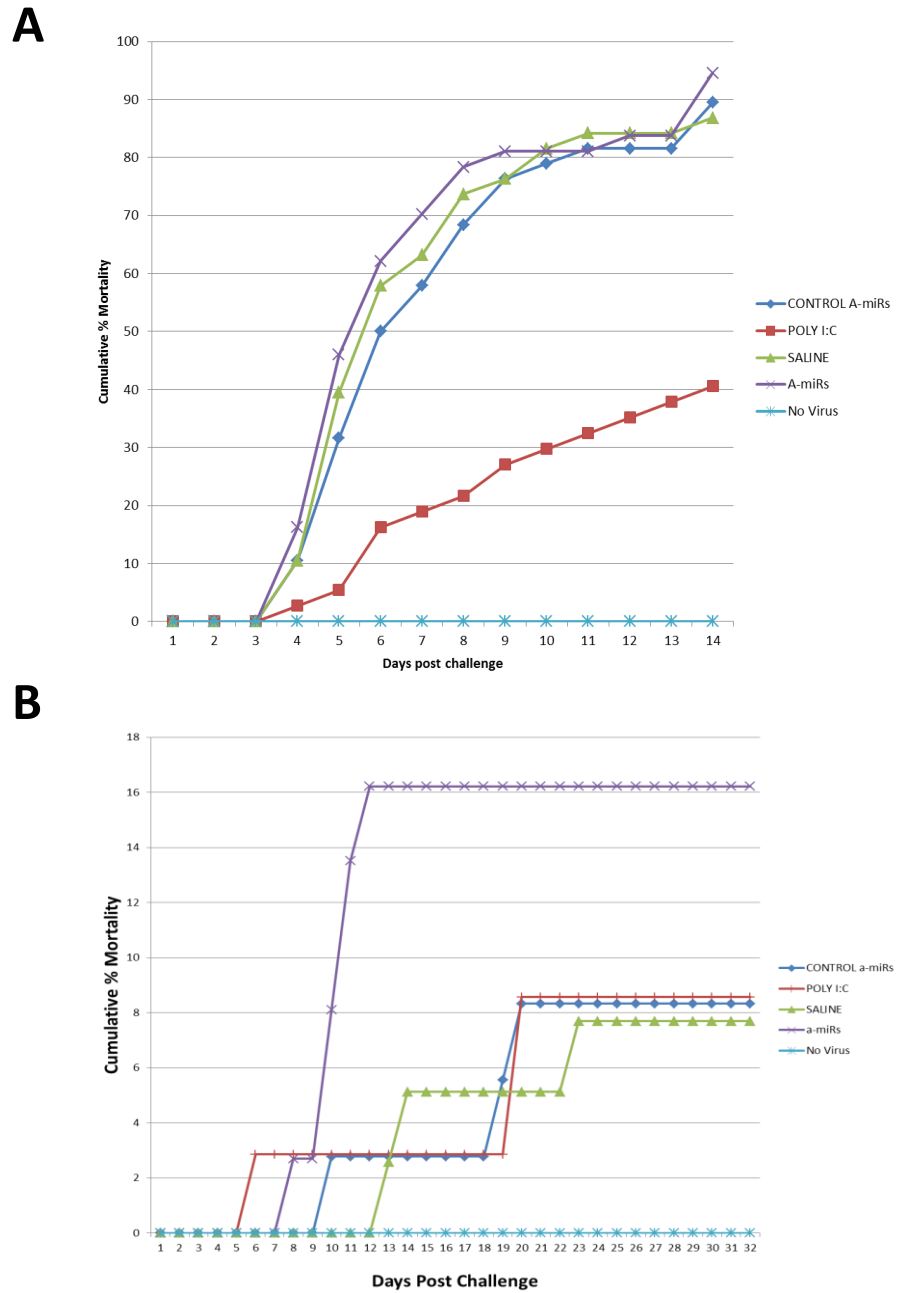 A
100
90
80
70
60
50
40
30
20
10
0
Cumulative % Mortality
1 2 3 4 5 6 7 8 9 10 11 12 13 14
Days post challenge
CONTROL A-miRs
POLY I:C
SALINE
A-miRs
No Virus
B
18
16
14
12
10
8
6
4
2
0
Cumulative % Mortality
1 2 3 4 5 6 7 8 9 10 11 12 13 14 15 16 17 18 19 20 21 22 23 24 25 26 27 28 29 30 31 32
Days Post Challenge
CONTROL a-miRs
POLY I:C
SALINE
a-miRs
No Virus